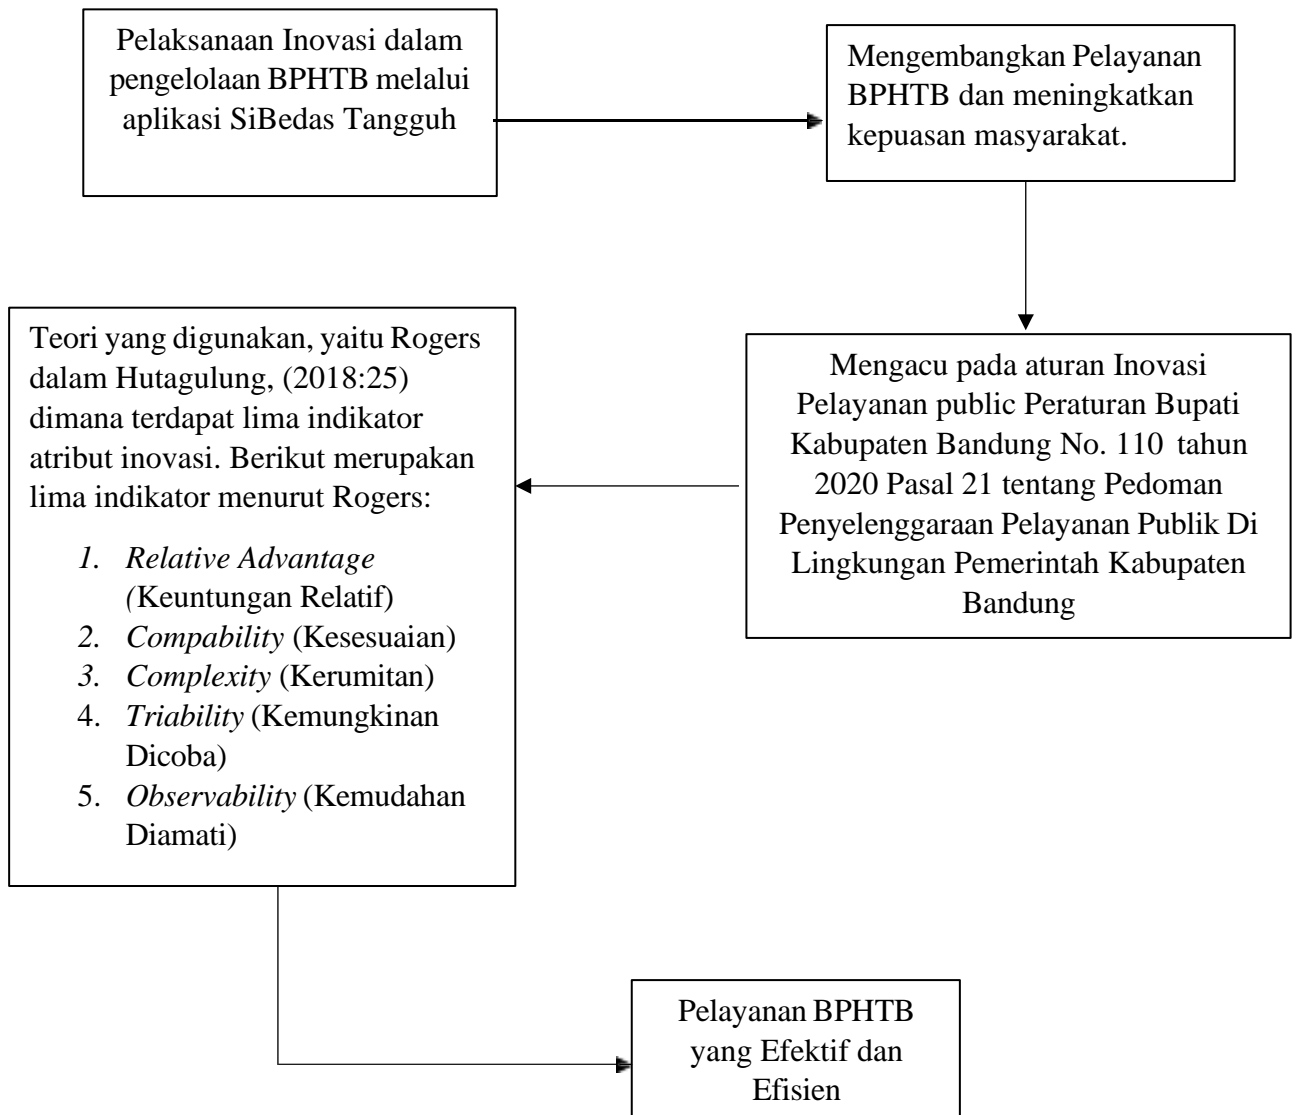 Pelaksanaan Inovasi dalam
pengelolaan BPHTB melalui
aplikasi SiBedas Tangguh
Mengembangkan Pelayanan
BPHTB dan meningkatkan
kepuasan masyarakat.
Mengacu pada aturan Inovasi
Pelayanan public Peraturan Bupati
Kabupaten Bandung No. 110 tahun
2020 Pasal 21 tentang Pedoman
Penyelenggaraan Pelayanan Publik Di
Lingkungan Pemerintah Kabupaten
Bandung
Teori yang digunakan, yaitu Rogers
dalam Hutagulung, (2018:25)
dimana terdapat lima indikator
atribut inovasi. Berikut merupakan
lima indikator menurut Rogers:
1. Relative Advantage
(Keuntungan Relatif)
2. Compability (Kesesuaian)
3. Complexity (Kerumitan)
4. Triability (Kemungkinan
Dicoba)
5. Observability (Kemudahan
Diamati)
Pelayanan BPHTB
yang Efektif dan
Efisien